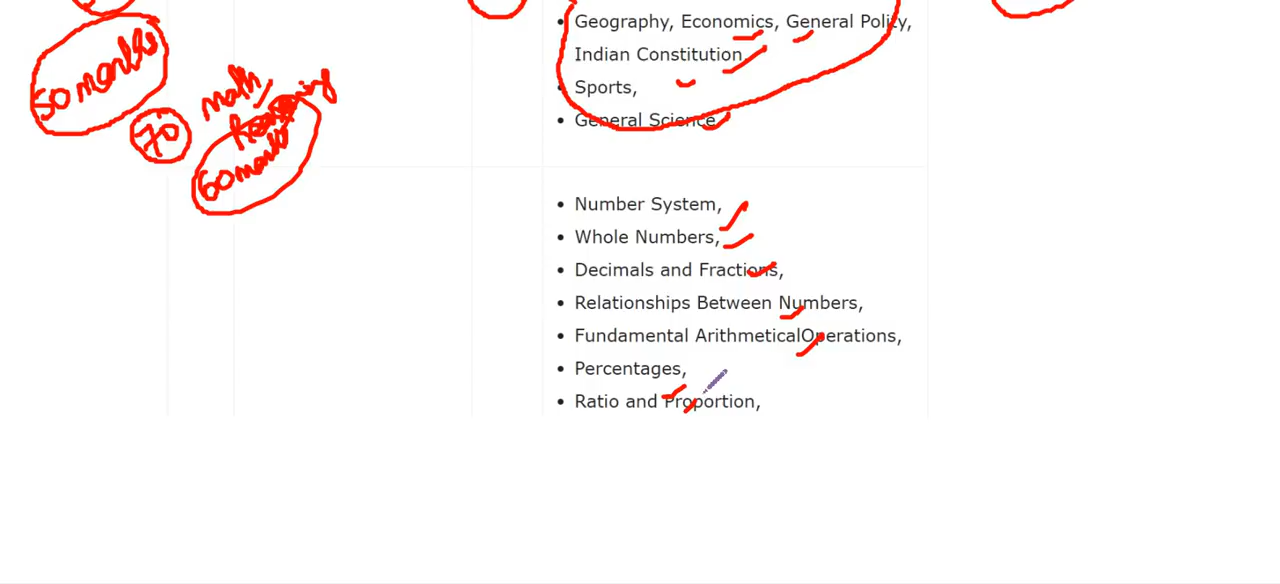 Geography, Economics, General Polity,
Indian Constitution,
Sports,
General Science,
50 marks
math/
Reasoning
70
60 marks
Number System,
Whole Numbers,
Decimals and Fractions,
Relationships Between Numbers,
Fundamental ArithmeticalOperations,
Percentages,
Ratio and Proportion,